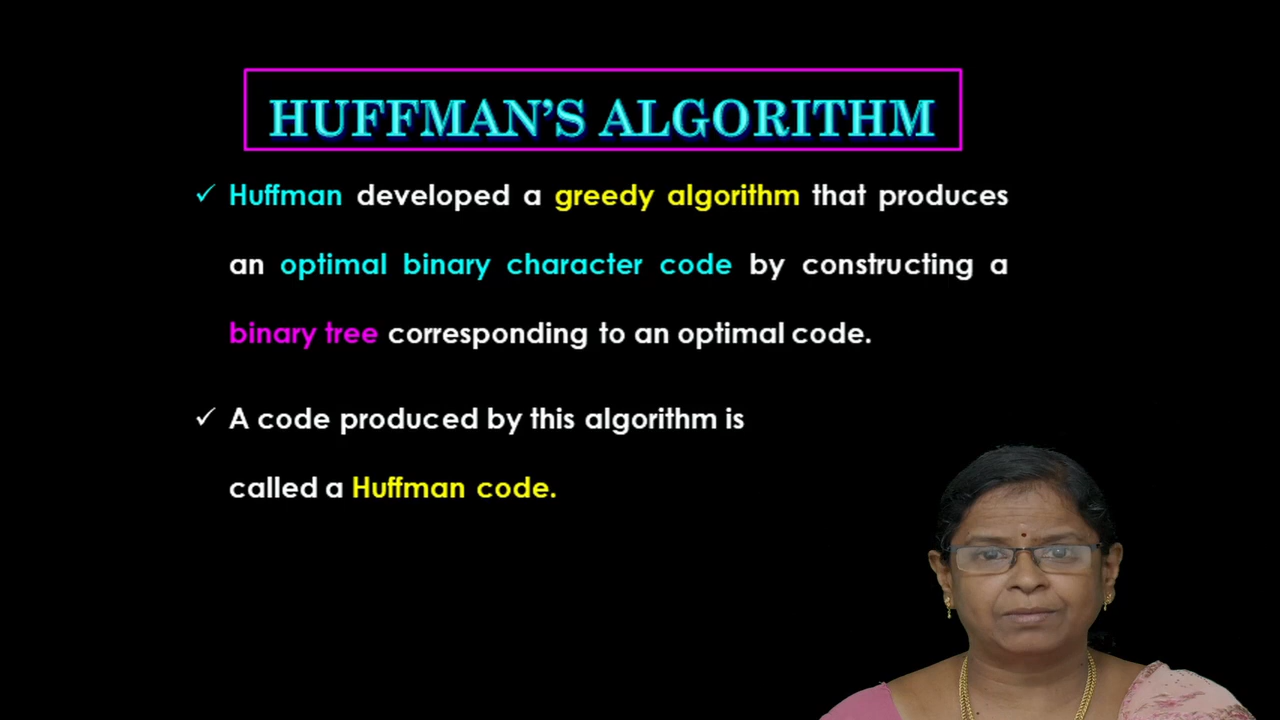 HUFFMAN'S ALGORITHM
✓ Huffman developed a greedy algorithm that produces
an optimal binary character code by constructing a
binary tree corresponding to an optimal code.
✓ A code produced by this algorithm is
called a Huffman code.